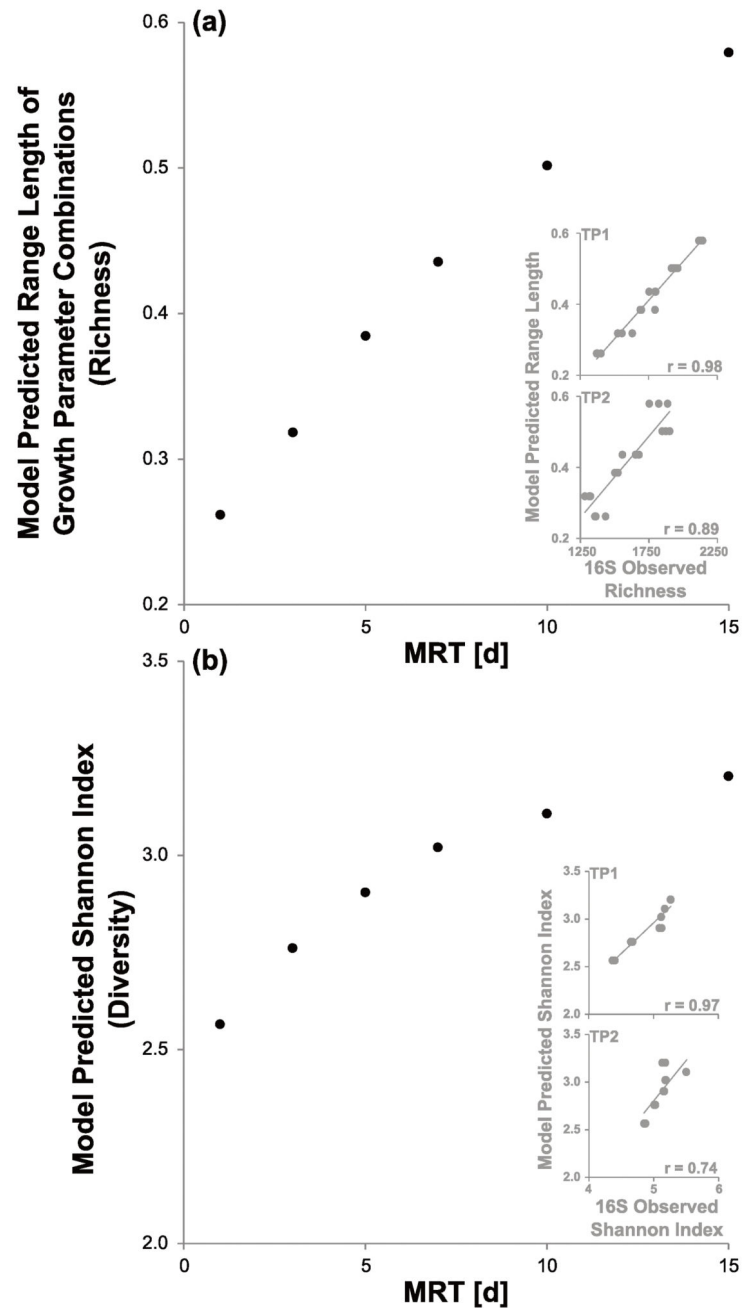 (a)
Model Predicted Range Length of
Growth Parameter Combinations
(Richness)
0.6
0.5
0.4
0.3
0.2
0
5
10
15
MRT [d]
Model Predicted Range Length
TP1
0.6
0.4
0.2
r = 0.98
TP2
0.6
0.4
0.2
r = 0.89
1250
1750
2250
16S Observed
Richness
(b)
Model Predicted Shannon Index
(Diversity)
3.5
3.0
2.5
2.0
0
5
10
15
MRT [d]
Model Predicted Shannon Index
TP1
3.5
3.0
2.5
2.0
r = 0.97
TP2
3.5
3.0
2.5
2.0
r = 0.74
4
5
6
16S Observed
Shannon Index